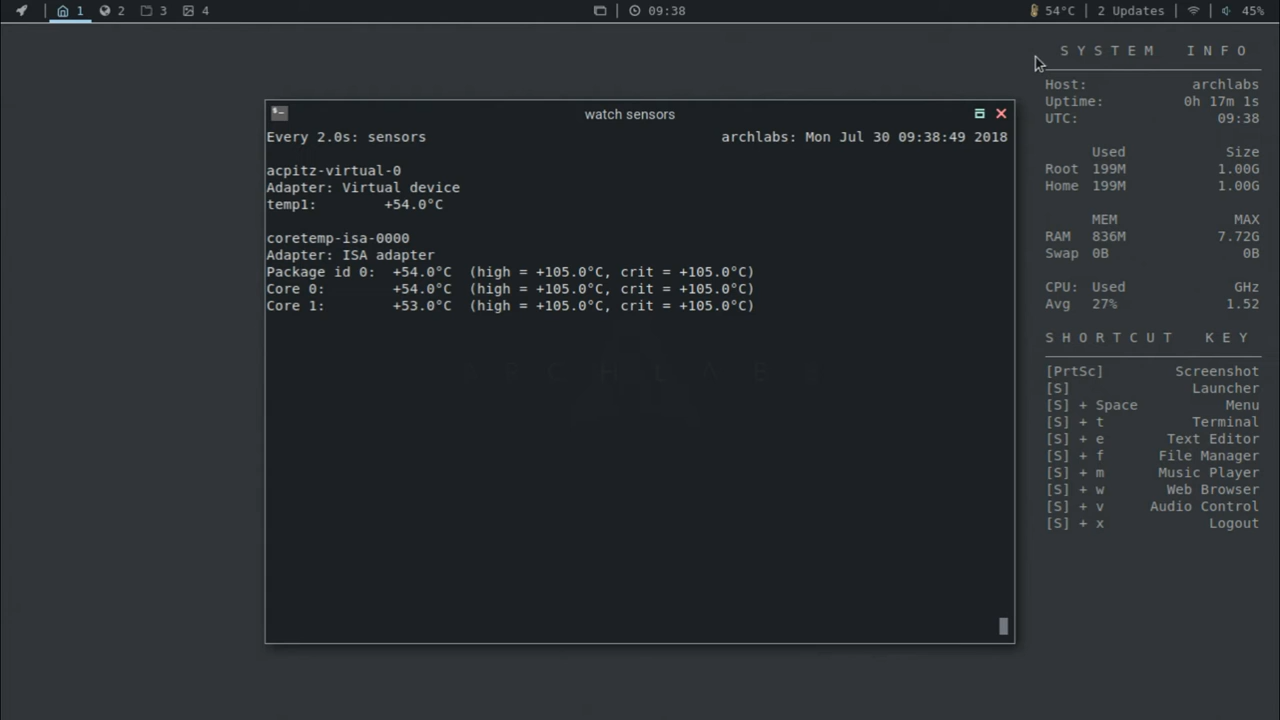 1 2 3 4 09:38 54°C 2 Updates 45%
SYSTEM INFO
Host: archlabs
Uptime: 0h 17m 1s
UTC: 09:38
Used Size
Root 199M 1.00G
Home 199M 1.00G
MEM MAX
RAM 836M 7.72G
Swap 0B 0B
CPU: Used GHz
Avg 27% 1.52
SHORTCUT KEY
[PrtSc] Screenshot
[S] Launcher
[S] + Space Menu
[S] + t Terminal
[S] + e Text Editor
[S] + f File Manager
[S] + m Music Player
[S] + w Web Browser
[S] + v Audio Control
[S] + x Logout
watch sensors
Every 2.0s: sensors archlabs: Mon Jul 30 09:38:49 2018
acpitz-virtual-0
Adapter: Virtual device
temp1: +54.0°C
coretemp-isa-0000
Adapter: ISA adapter
Package id 0: +54.0°C (high = +105.0°C, crit = +105.0°C)
Core 0: +54.0°C (high = +105.0°C, crit = +105.0°C)
Core 1: +53.0°C (high = +105.0°C, crit = +105.0°C)